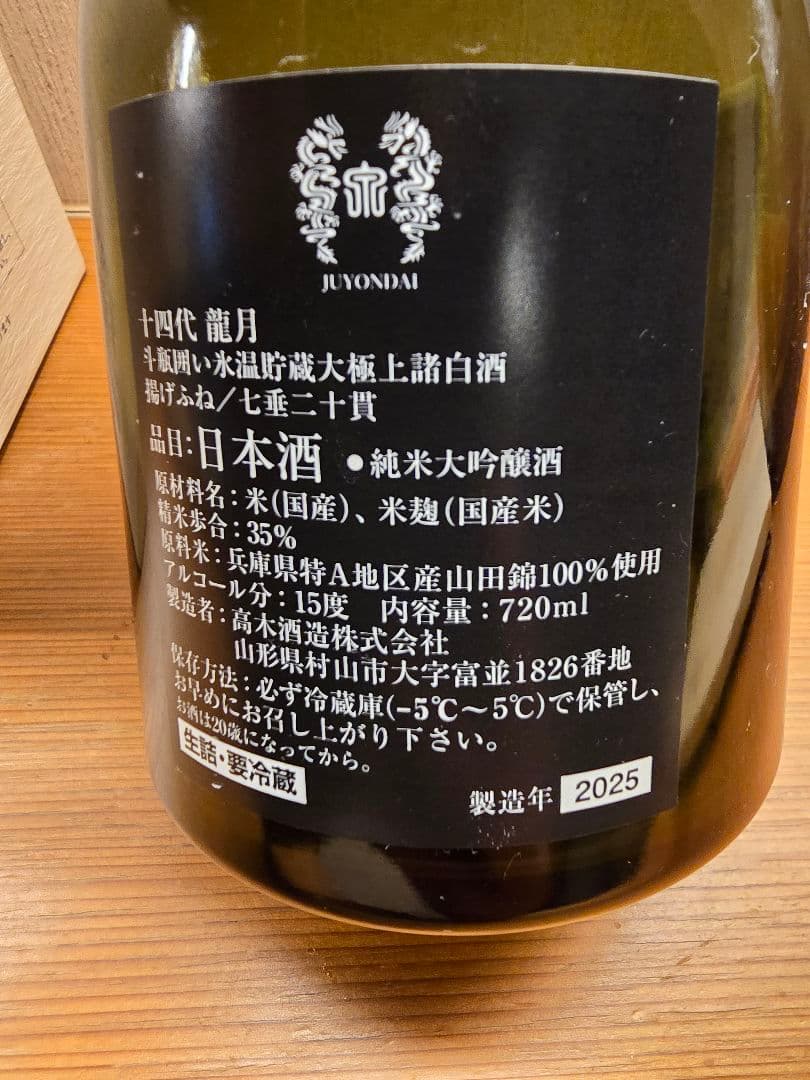 JUYONDAI
十四代 龍月
斗瓶囲い氷温貯蔵大極上諸白酒
揚げふね/七垂二十貫
品目:日本酒 ●純米大吟醸酒
原材料名:米(国産)、米麹(国産米)
精米歩合:35%
原料米:兵庫県特A地区産山田錦100%使用
アルコール分:15度 内容量:720ml
製造者:高木酒造株式会社
山形県村山市大字富並1826番地
保存方法:必ず冷蔵庫(-5℃~5℃)で保管し、
お早めにお召し上がり下さい。
お酒は20歳になってから。
生詰・要冷蔵
製造年 2025